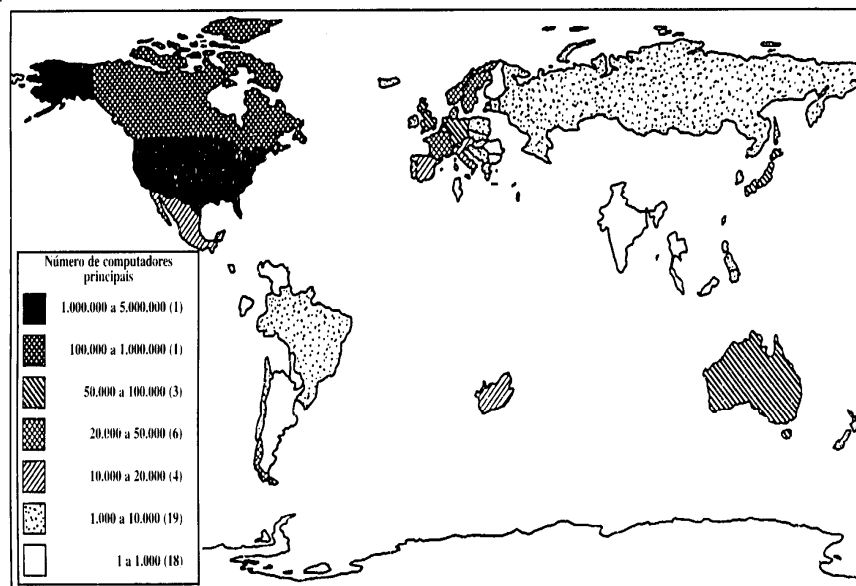 Número de computadores
principais
1.000.000 a 5.000.000 (1)
100.000 a 1.000.000 (1)
50.000 a 100.000 (3)
20.000 a 50.000 (6)
10.000 a 20.000 (4)
1.000 a 10.000 (19)
1 a 1.000 (18)